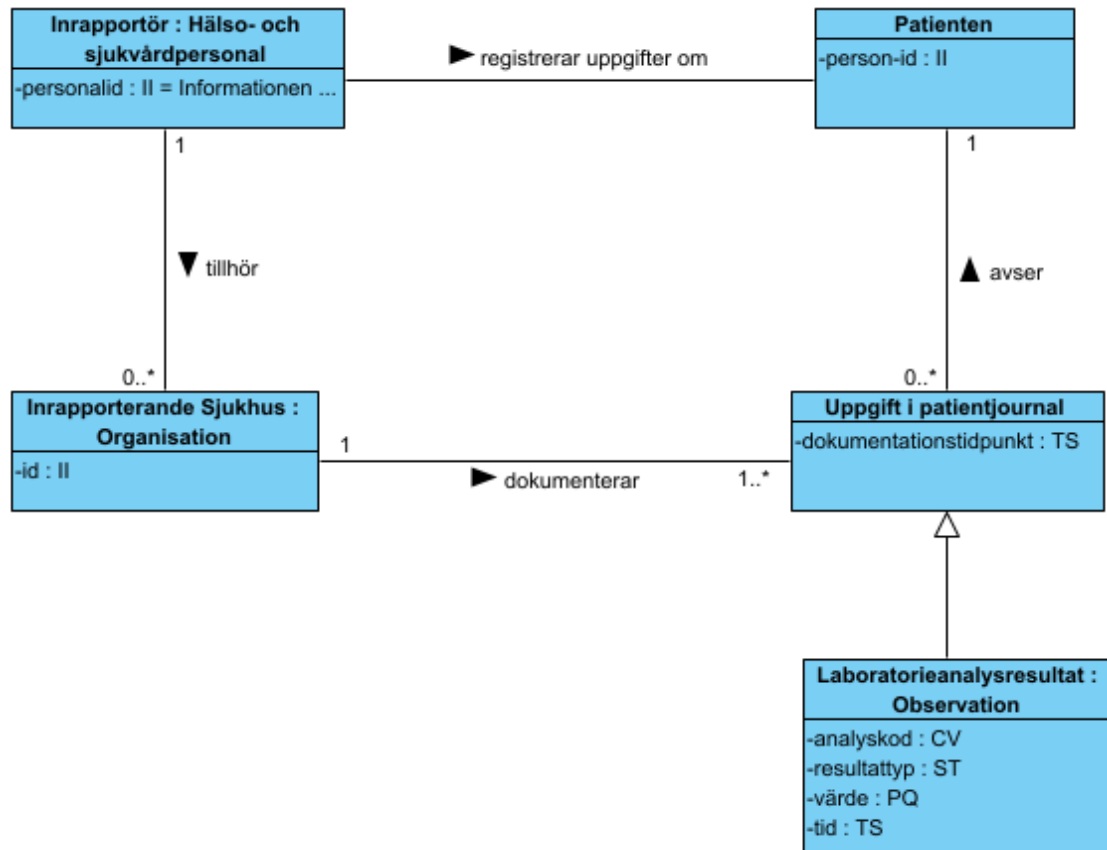 Inrapportör : Hälso- och
sjukvårdpersonal
-personalid : II = Informationen ...
registrerar uppgifter om
Patienten
-person-id : II
1
1
tillhör
avser
0..*
0..*
Inrapporterande Sjukhus :
Organisation
-id : II
1
dokumenterar
1..*
Uppgift i patientjournal
-dokumentationstidpunkt : TS
Laboratorieanalysresultat :
Observation
-analyskod : CV
-resultattyp : ST
-värde : PQ
-tid : TS